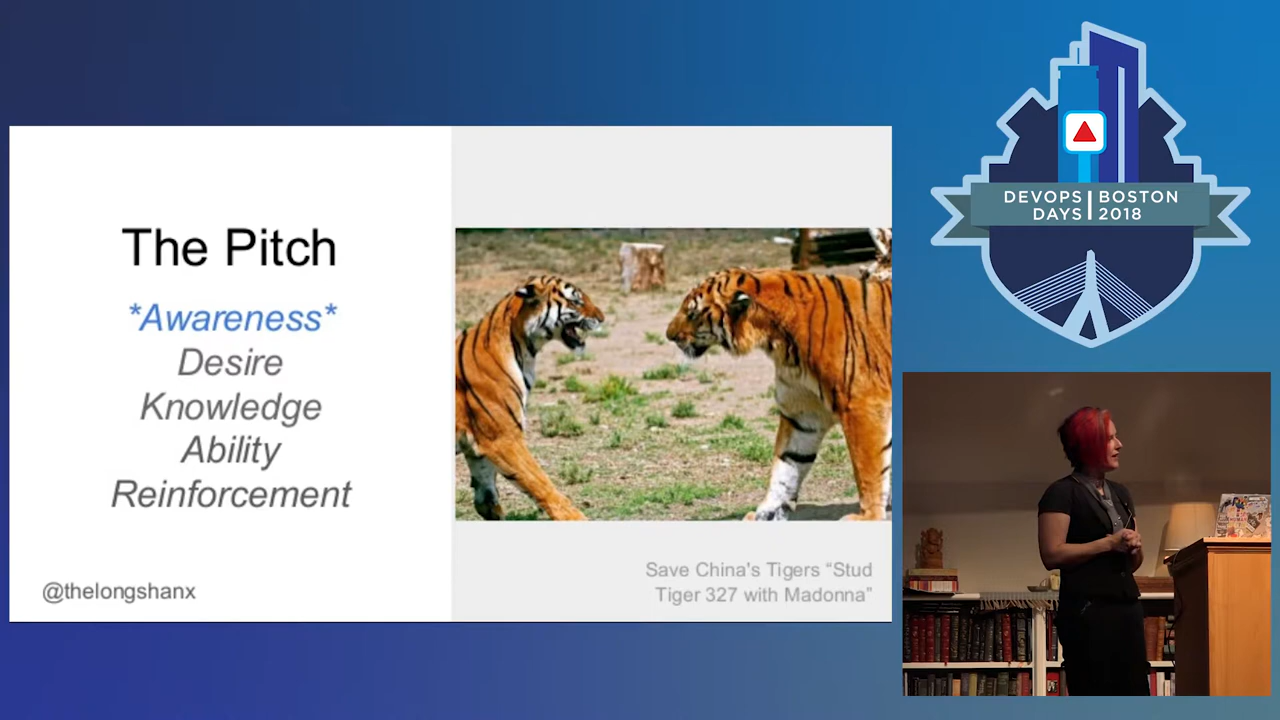 The Pitch
*Awareness*
Desire
Knowledge
Ability
Reinforcement
@thelongshanx
Save China's Tigers “Stud
Tiger 327 with Madonna”
DEVOPS | BOSTON
DAYS | 2018